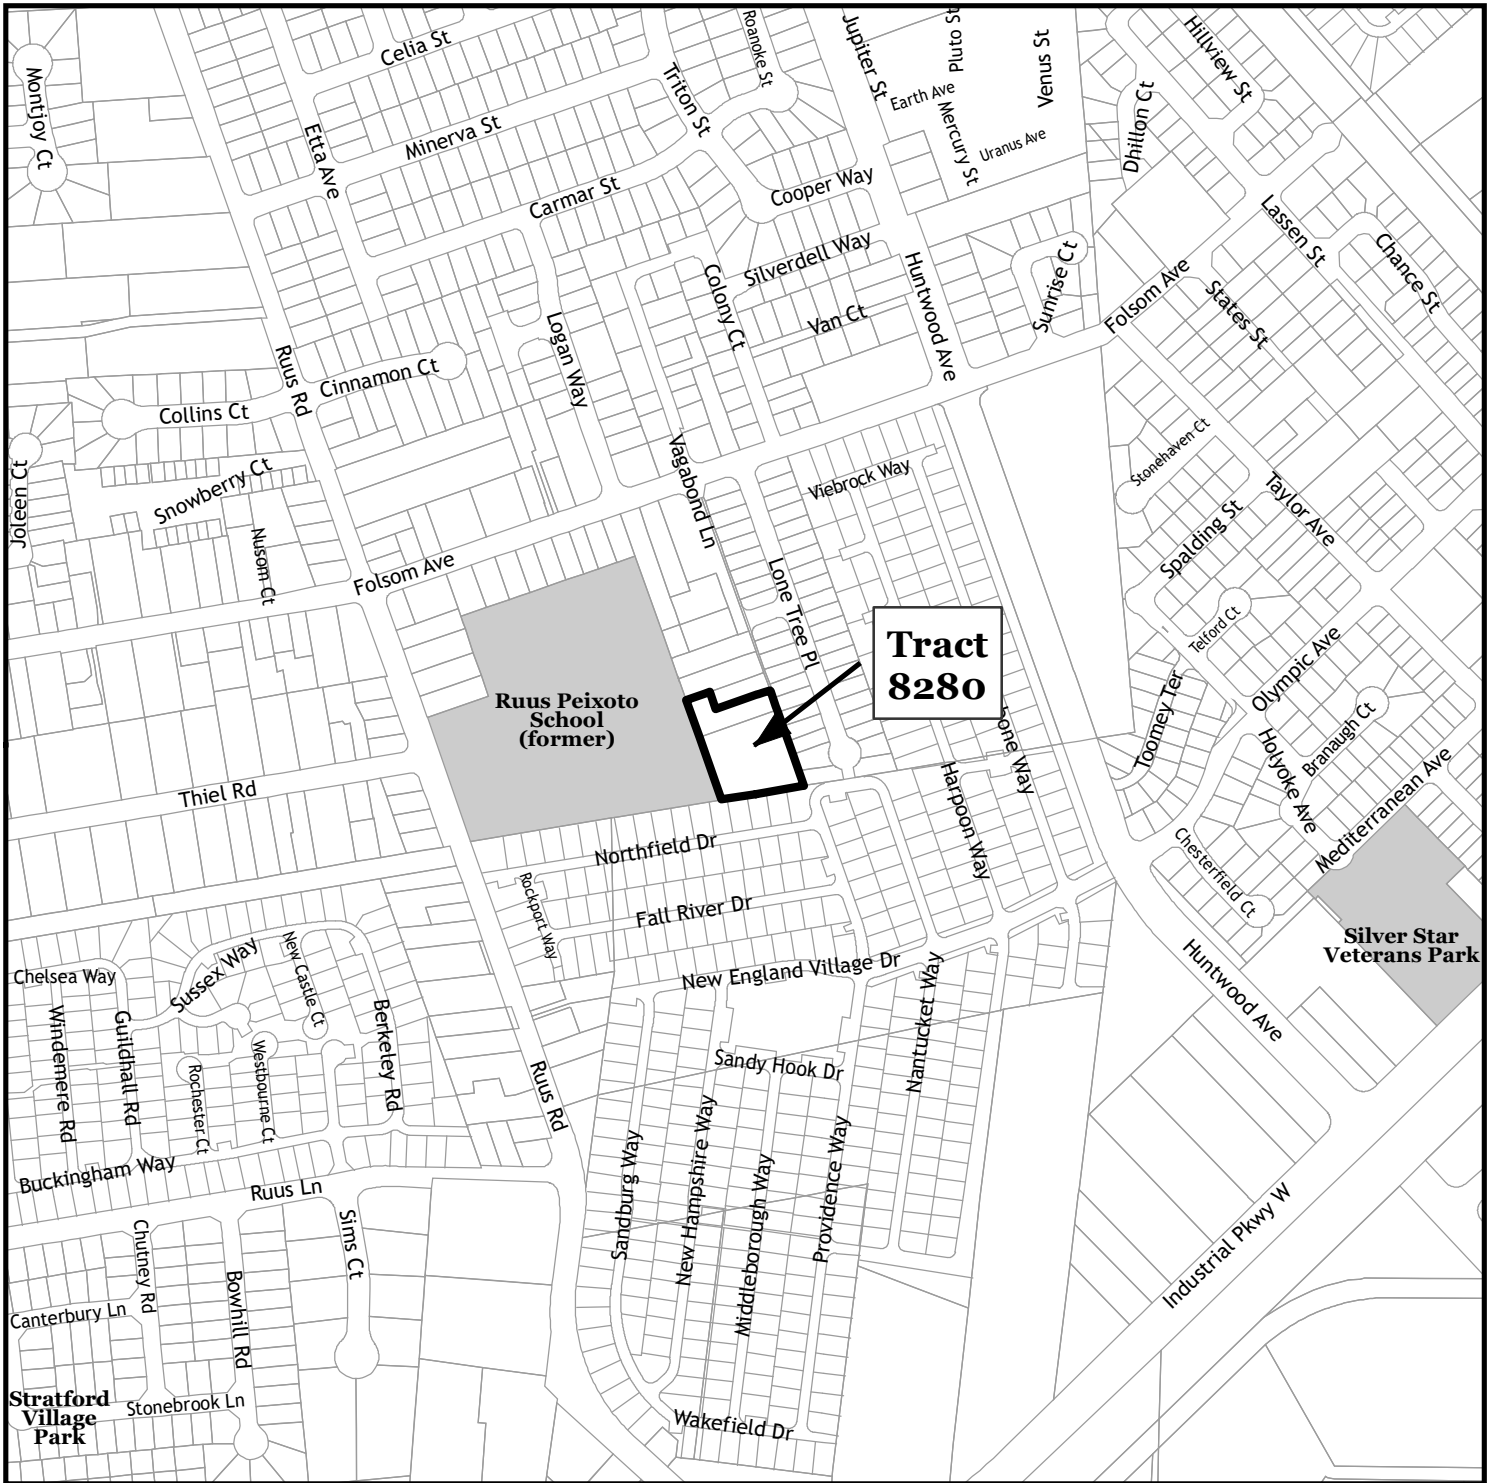 Celia St
Roanoke St
Jupiter St
Venus St
Hillview St
Montjoy Ct
Etta Ave
Minerva St
Triton St
Earth Ave
Mercury St
Uranus Ave
Dhillon Ct
Carmar St
Cooper Way
Silverdell Way
Lassen St
Chance St
Colony Ct
Huntwood Ave
Sunrise Ct
Folsom Ave
States St
Van Ct
Logan Way
Ruus Rd
Cinnamon Ct
Collins Ct
Joleen Ct
Snowberry Ct
Vagabond Ln
Viebrock Way
Stonehaven Ct
Taylor Ave
Nusom Ct
Folsom Ave
Lone Tree Pl
Spalding St
Telford Ct
Olympic Ave
Tract
8280
Ruus Peixoto
School
(former)
Toomey Ter
Branaugh Ct
Holyoke Ave
Mediterranean Ave
Thiel Rd
Harpoon Way
bone Way
Northfield Dr
Chesterfield Ct
Rockport Way
Fall River Dr
Silver Star
Veterans Park
Sussex Way
New Castle Ct
Chelsea Way
New England Village Dr
Nantucket Way
Huntwood Ave
Windemere Rd
Guildhall Rd
Berkeley Rd
Westbourne Ct
Rochester Ct
Ruus Rd
Sandy Hook Dr
Buckingham Way
Ruus Ln
Sandburg Way
New Hampshire Way
Middleborough Way
Providence Way
Industrial Pkwy W
Sims Ct
Chutney Rd
Bowhill Rd
Canterbury Ln
Stratford
Village
Park
Stonebrook Ln
Wakefield Dr
Pluto S